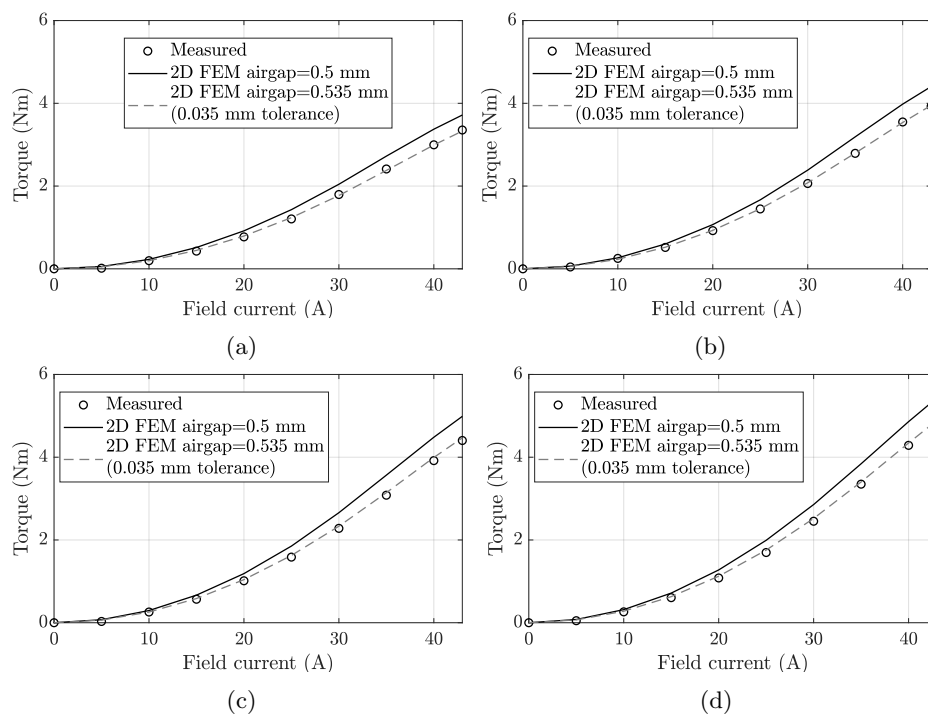 6
4
2
0
Torque (Nm)
Measured
2D FEM airgap=0.5 mm
2D FEM airgap=0.535 mm
(0.035 mm tolerance)
0 10 20 30 40
Field current (A)
(a)
6
4
2
0
Torque (Nm)
Measured
2D FEM airgap=0.5 mm
2D FEM airgap=0.535 mm
(0.035 mm tolerance)
0 10 20 30 40
Field current (A)
(b)
6
4
2
0
Torque (Nm)
Measured
2D FEM airgap=0.5 mm
2D FEM airgap=0.535 mm
(0.035 mm tolerance)
0 10 20 30 40
Field current (A)
(c)
6
4
2
0
Torque (Nm)
Measured
2D FEM airgap=0.5 mm
2D FEM airgap=0.535 mm
(0.035 mm tolerance)
0 10 20 30 40
Field current (A)
(d)